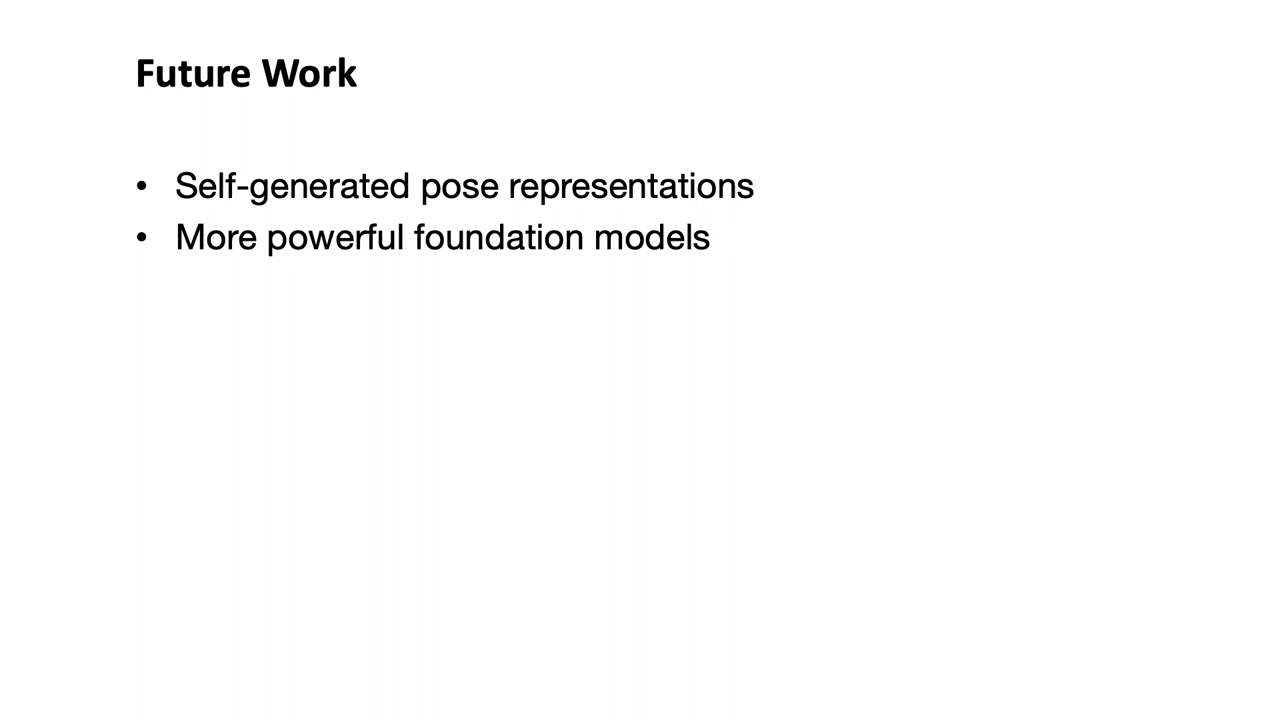 Future Work
• Self-generated pose representations
• More powerful foundation models